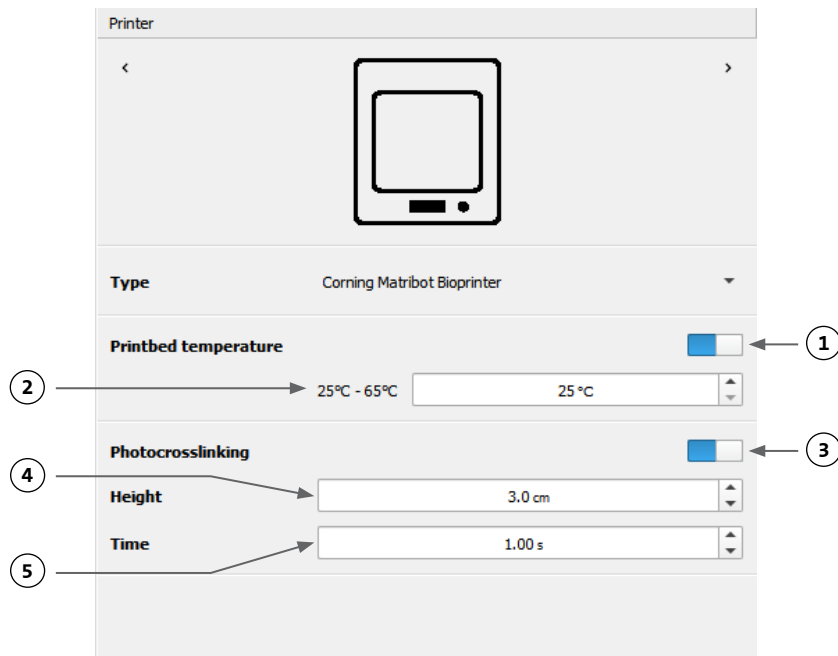 Printer
< >
Type Corning Matribot Bioprinter
Printbed temperature 1
2 25°C - 65°C 25 °C
Photocrosslinking 3
4
Height 3.0 cm
Time 1.00 s
5